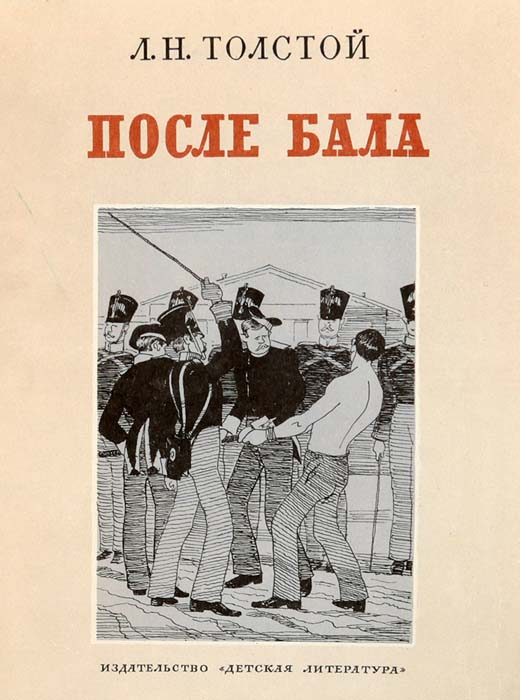 Л.Н. ТОЛСТОЙ
ПОСЛЕ БАЛА
ИЗДАТЕЛЬСТВО «ДЕТСКАЯ ЛИТЕРАТУРА»